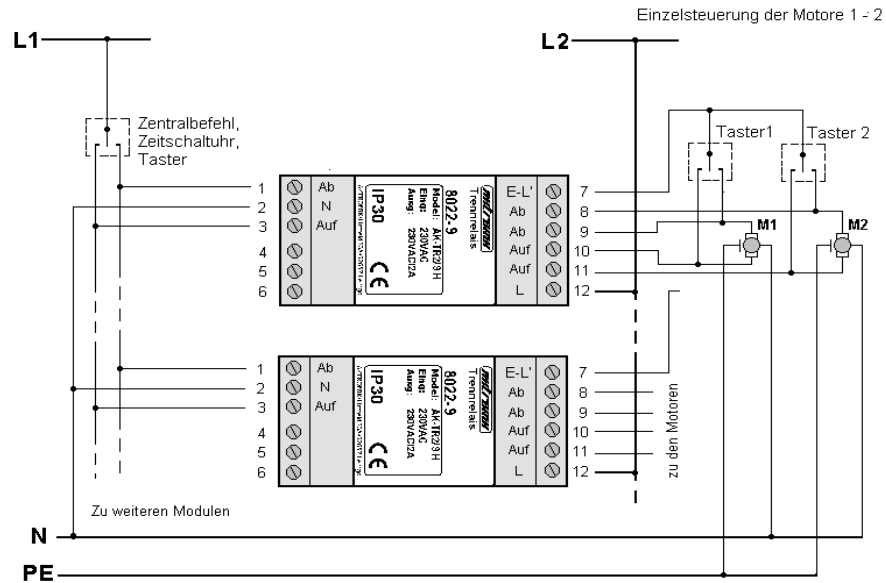 Einzelsteuerung der Motore 1 - 2
L1
L2
Zentralbefehl,
Zeitschaltuhr,
Taster
Taster1
Taster 2
1 Ab
2 N
3 Auf
4
5
6
IP30
Model: AK-TR2/9 H
Eing: 230VAC
Ausg: 230VAC/2A
8022-9
Trennrelais
CE
E-L' 7
Ab 8
Ab 9
Auf 10
Auf 11
L 12
M1
M2
1 Ab
2 N
3 Auf
4
5
6
IP30
Model: AK-TR2/9 H
Eing: 230VAC
Ausg: 230VAC/2A
8022-9
Trennrelais
CE
E-L' 7
Ab 8
Ab 9
Auf 10
Auf 11
L 12
zu den Motoren
Zu weiteren Modulen
N
PE